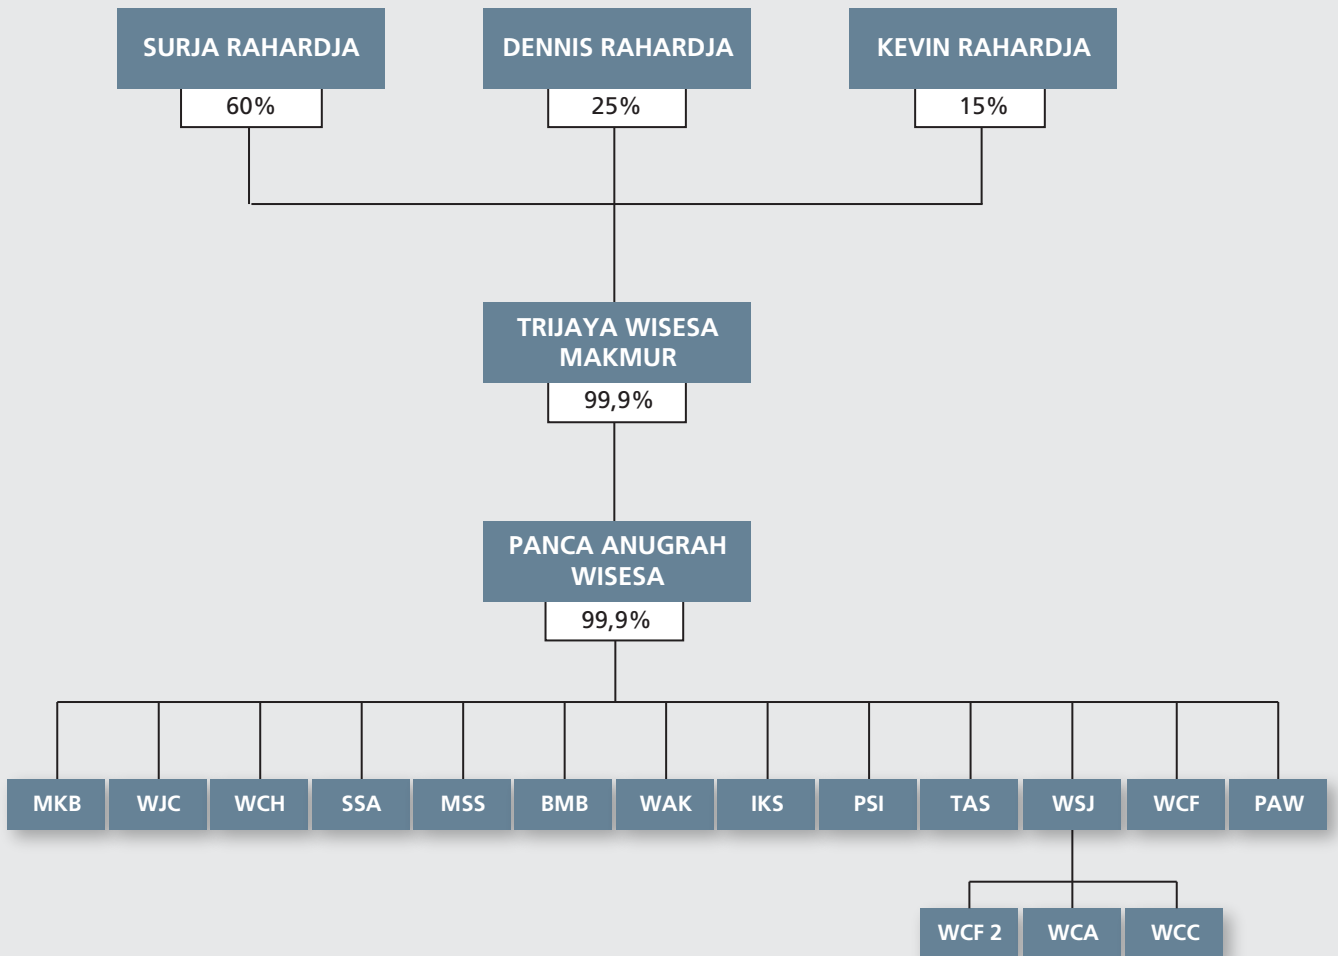 SURJA RAHARDJA
DENNIS RAHARDJA
KEVIN RAHARDJA
60%
25%
15%
TRIJAYA WISESA
MAKMUR
99,9%
PANCA ANUGRAH
WISESA
99,9%
MKB
WJC
WCH
SSA
MSS
BMB
WAK
IKS
PSI
TAS
WSJ
WCF
PAW
WCF 2
WCA
WCC